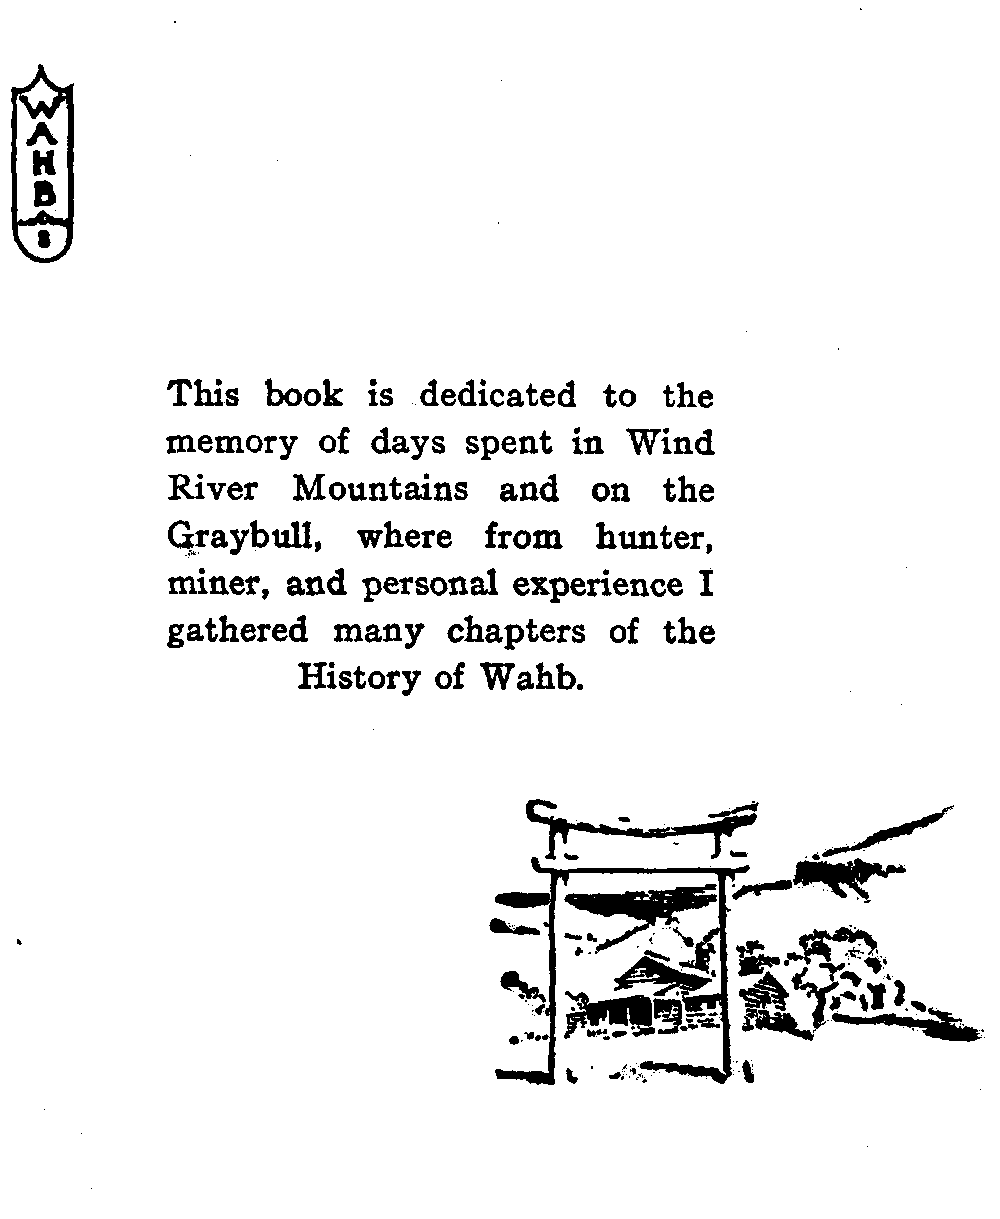 WAHB
8
This book is dedicated to the
memory of days spent in Wind
River Mountains and on the
Graybull, where from hunter,
miner, and personal experience I
gathered many chapters of the
History of Wahb.